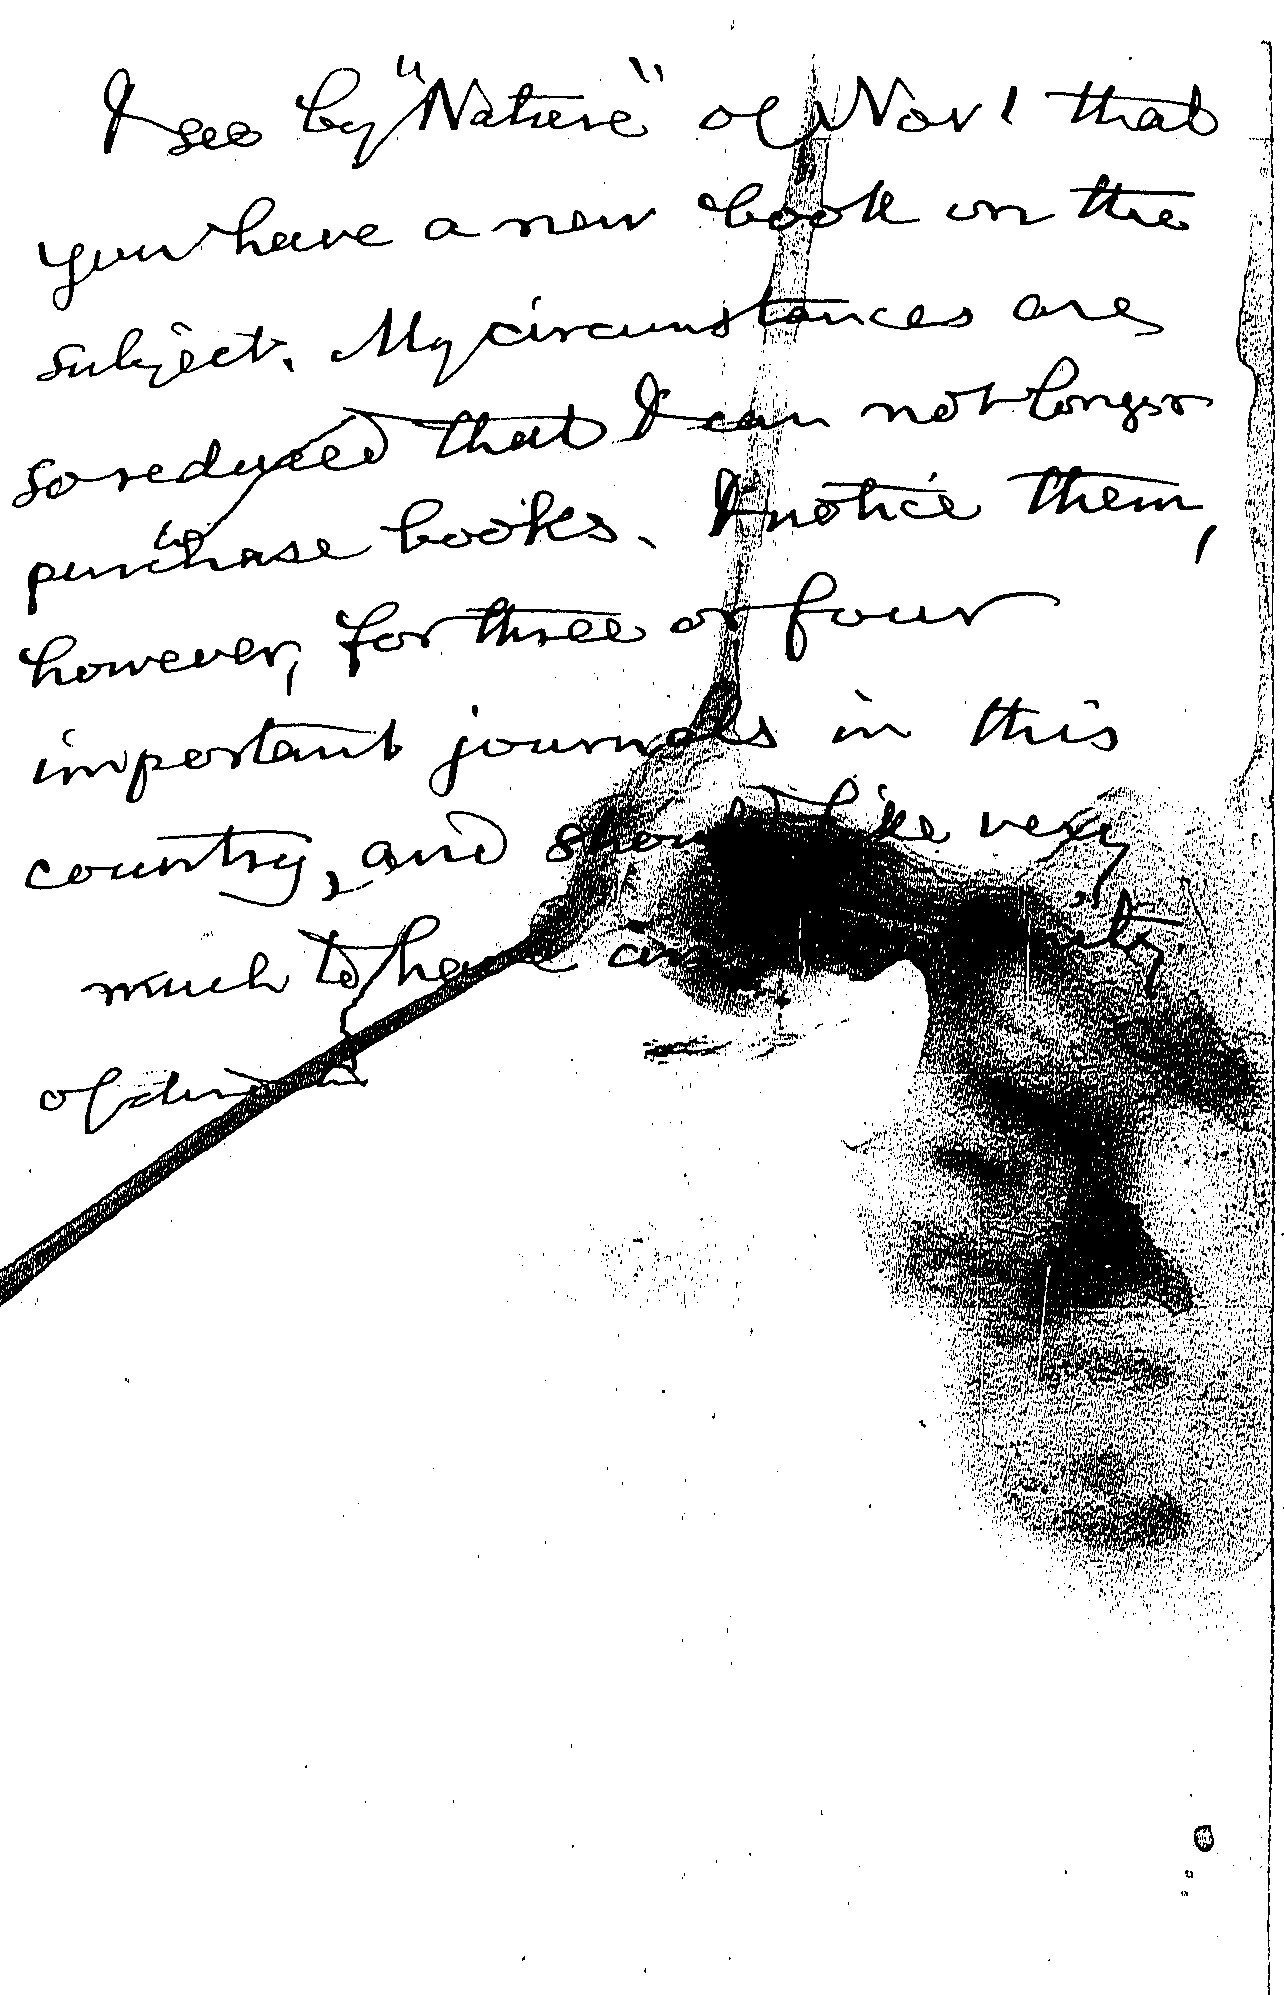 I see by "Nature" of Nov 1 that
you have a new book on the
subject. My circumstances are
so reduced that I can not longer
purchase books. I notice them,
however, for three or four
important journals in this
country, and should like very
much to have an
of